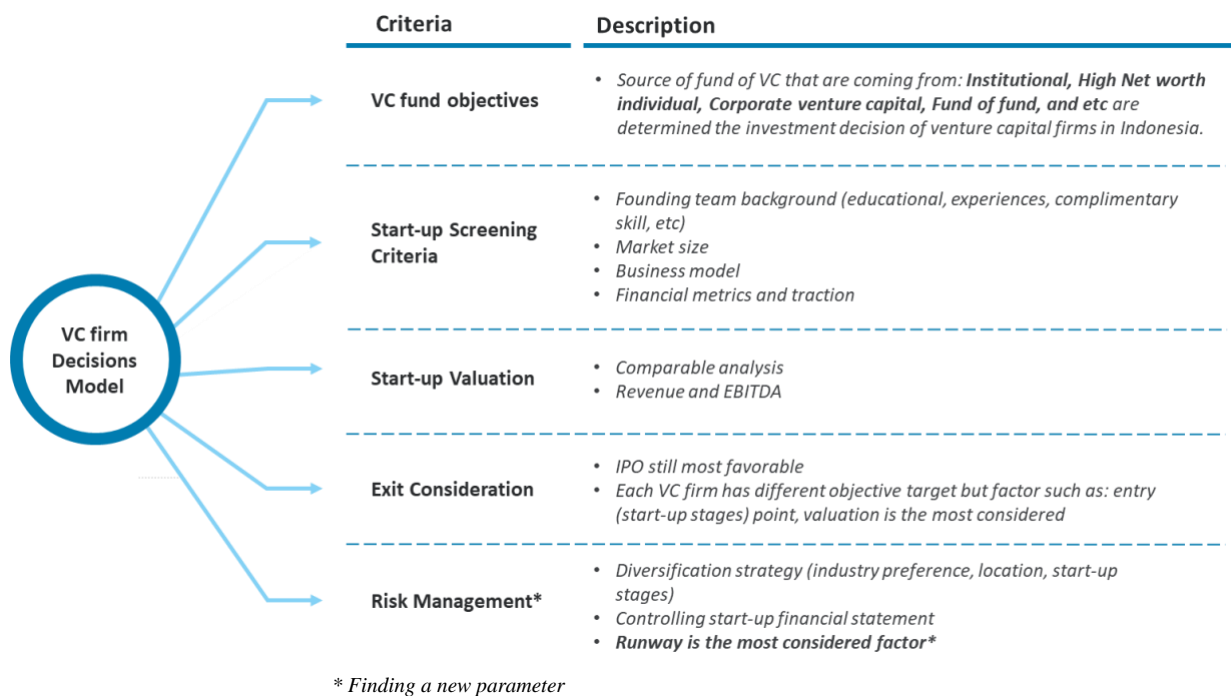 Criteria
Description
VC firm
Decisions
Model
VC fund objectives
• Source of fund of VC that are coming from: Institutional, High Net worth
individual, Corporate venture capital, Fund of fund, and etc are
determined the investment decision of venture capital firms in Indonesia.
Start-up Screening
Criteria
• Founding team background (educational, experiences, complimentary
skill, etc)
• Market size
• Business model
• Financial metrics and traction
Start-up Valuation
• Comparable analysis
• Revenue and EBITDA
Exit Consideration
• IPO still most favorable
• Each VC firm has different objective target but factor such as: entry
(start-up stages) point, valuation is the most considered
Risk Management*
• Diversification strategy (industry preference, location, start-up
stages)
• Controlling start-up financial statement
• Runway is the most considered factor*
* Finding a new parameter